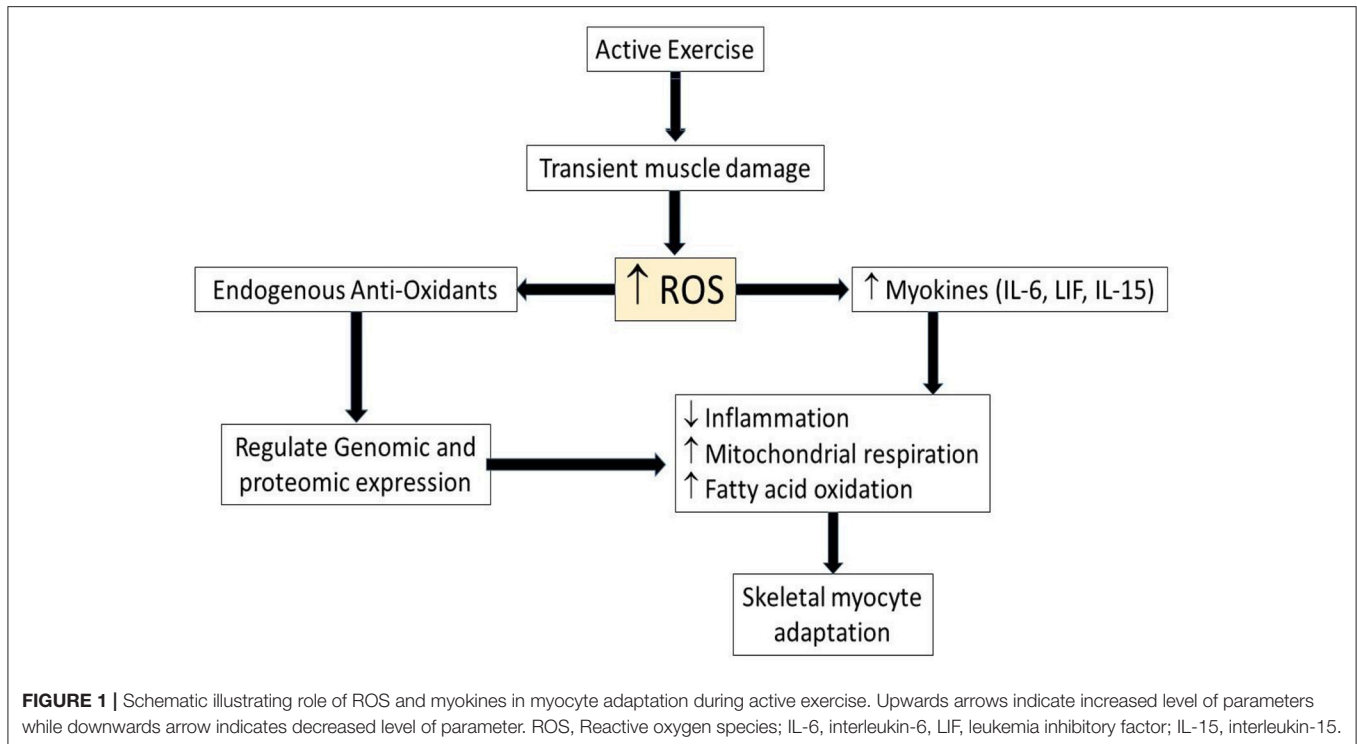 Active Exercise
Transient muscle damage
Endogenous Anti-Oxidants
↑ ROS
↑ Myokines (IL-6, LIF, IL-15)
Regulate Genomic and
proteomic expression
↓ Inflammation
↑ Mitochondrial respiration
↑ Fatty acid oxidation
Skeletal myocyte
adaptation
FIGURE 1 | Schematic illustrating role of ROS and myokines in myocyte adaptation during active exercise. Upwards arrows indicate increased level of parameters
while downwards arrow indicates decreased level of parameter. ROS, Reactive oxygen species; IL-6, interleukin-6, LIF, leukemia inhibitory factor; IL-15, interleukin-15.